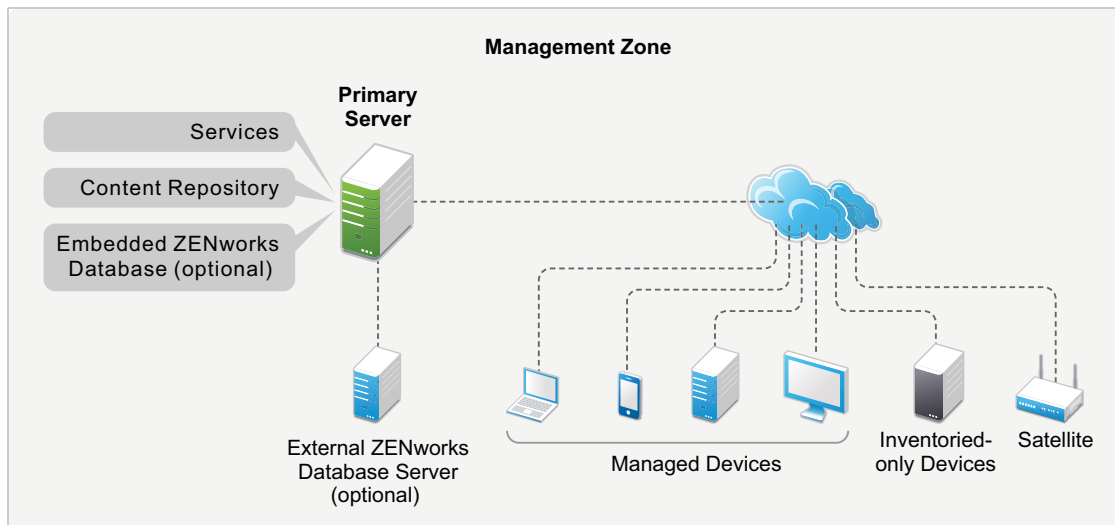 Management Zone
Primary
Server
Services
Content Repository
Embedded ZENworks
Database (optional)
External ZENworks
Database Server
(optional)
Managed Devices
Inventoried-
only Devices
Satellite